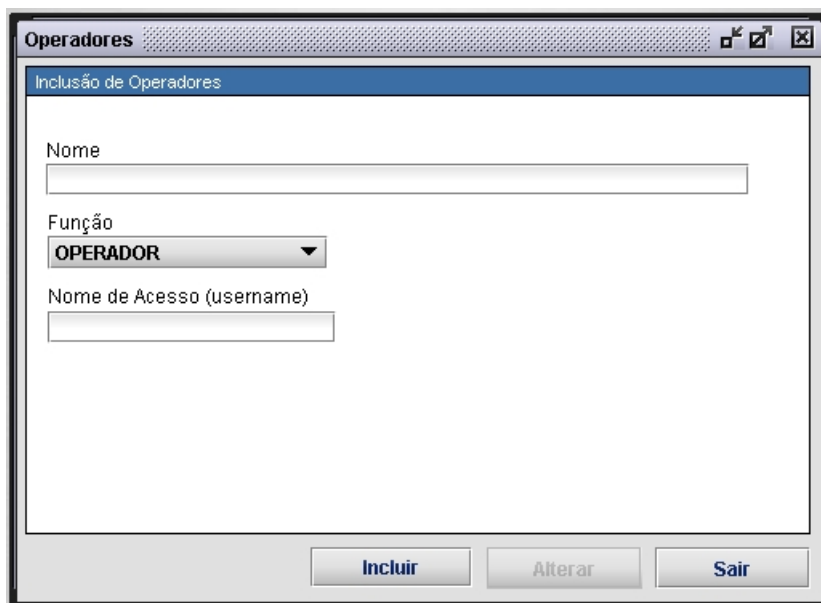 Operadores
Inclusão de Operadores
Nome
Função
OPERADOR
Nome de Acesso (username)
Incluir Alterar Sair